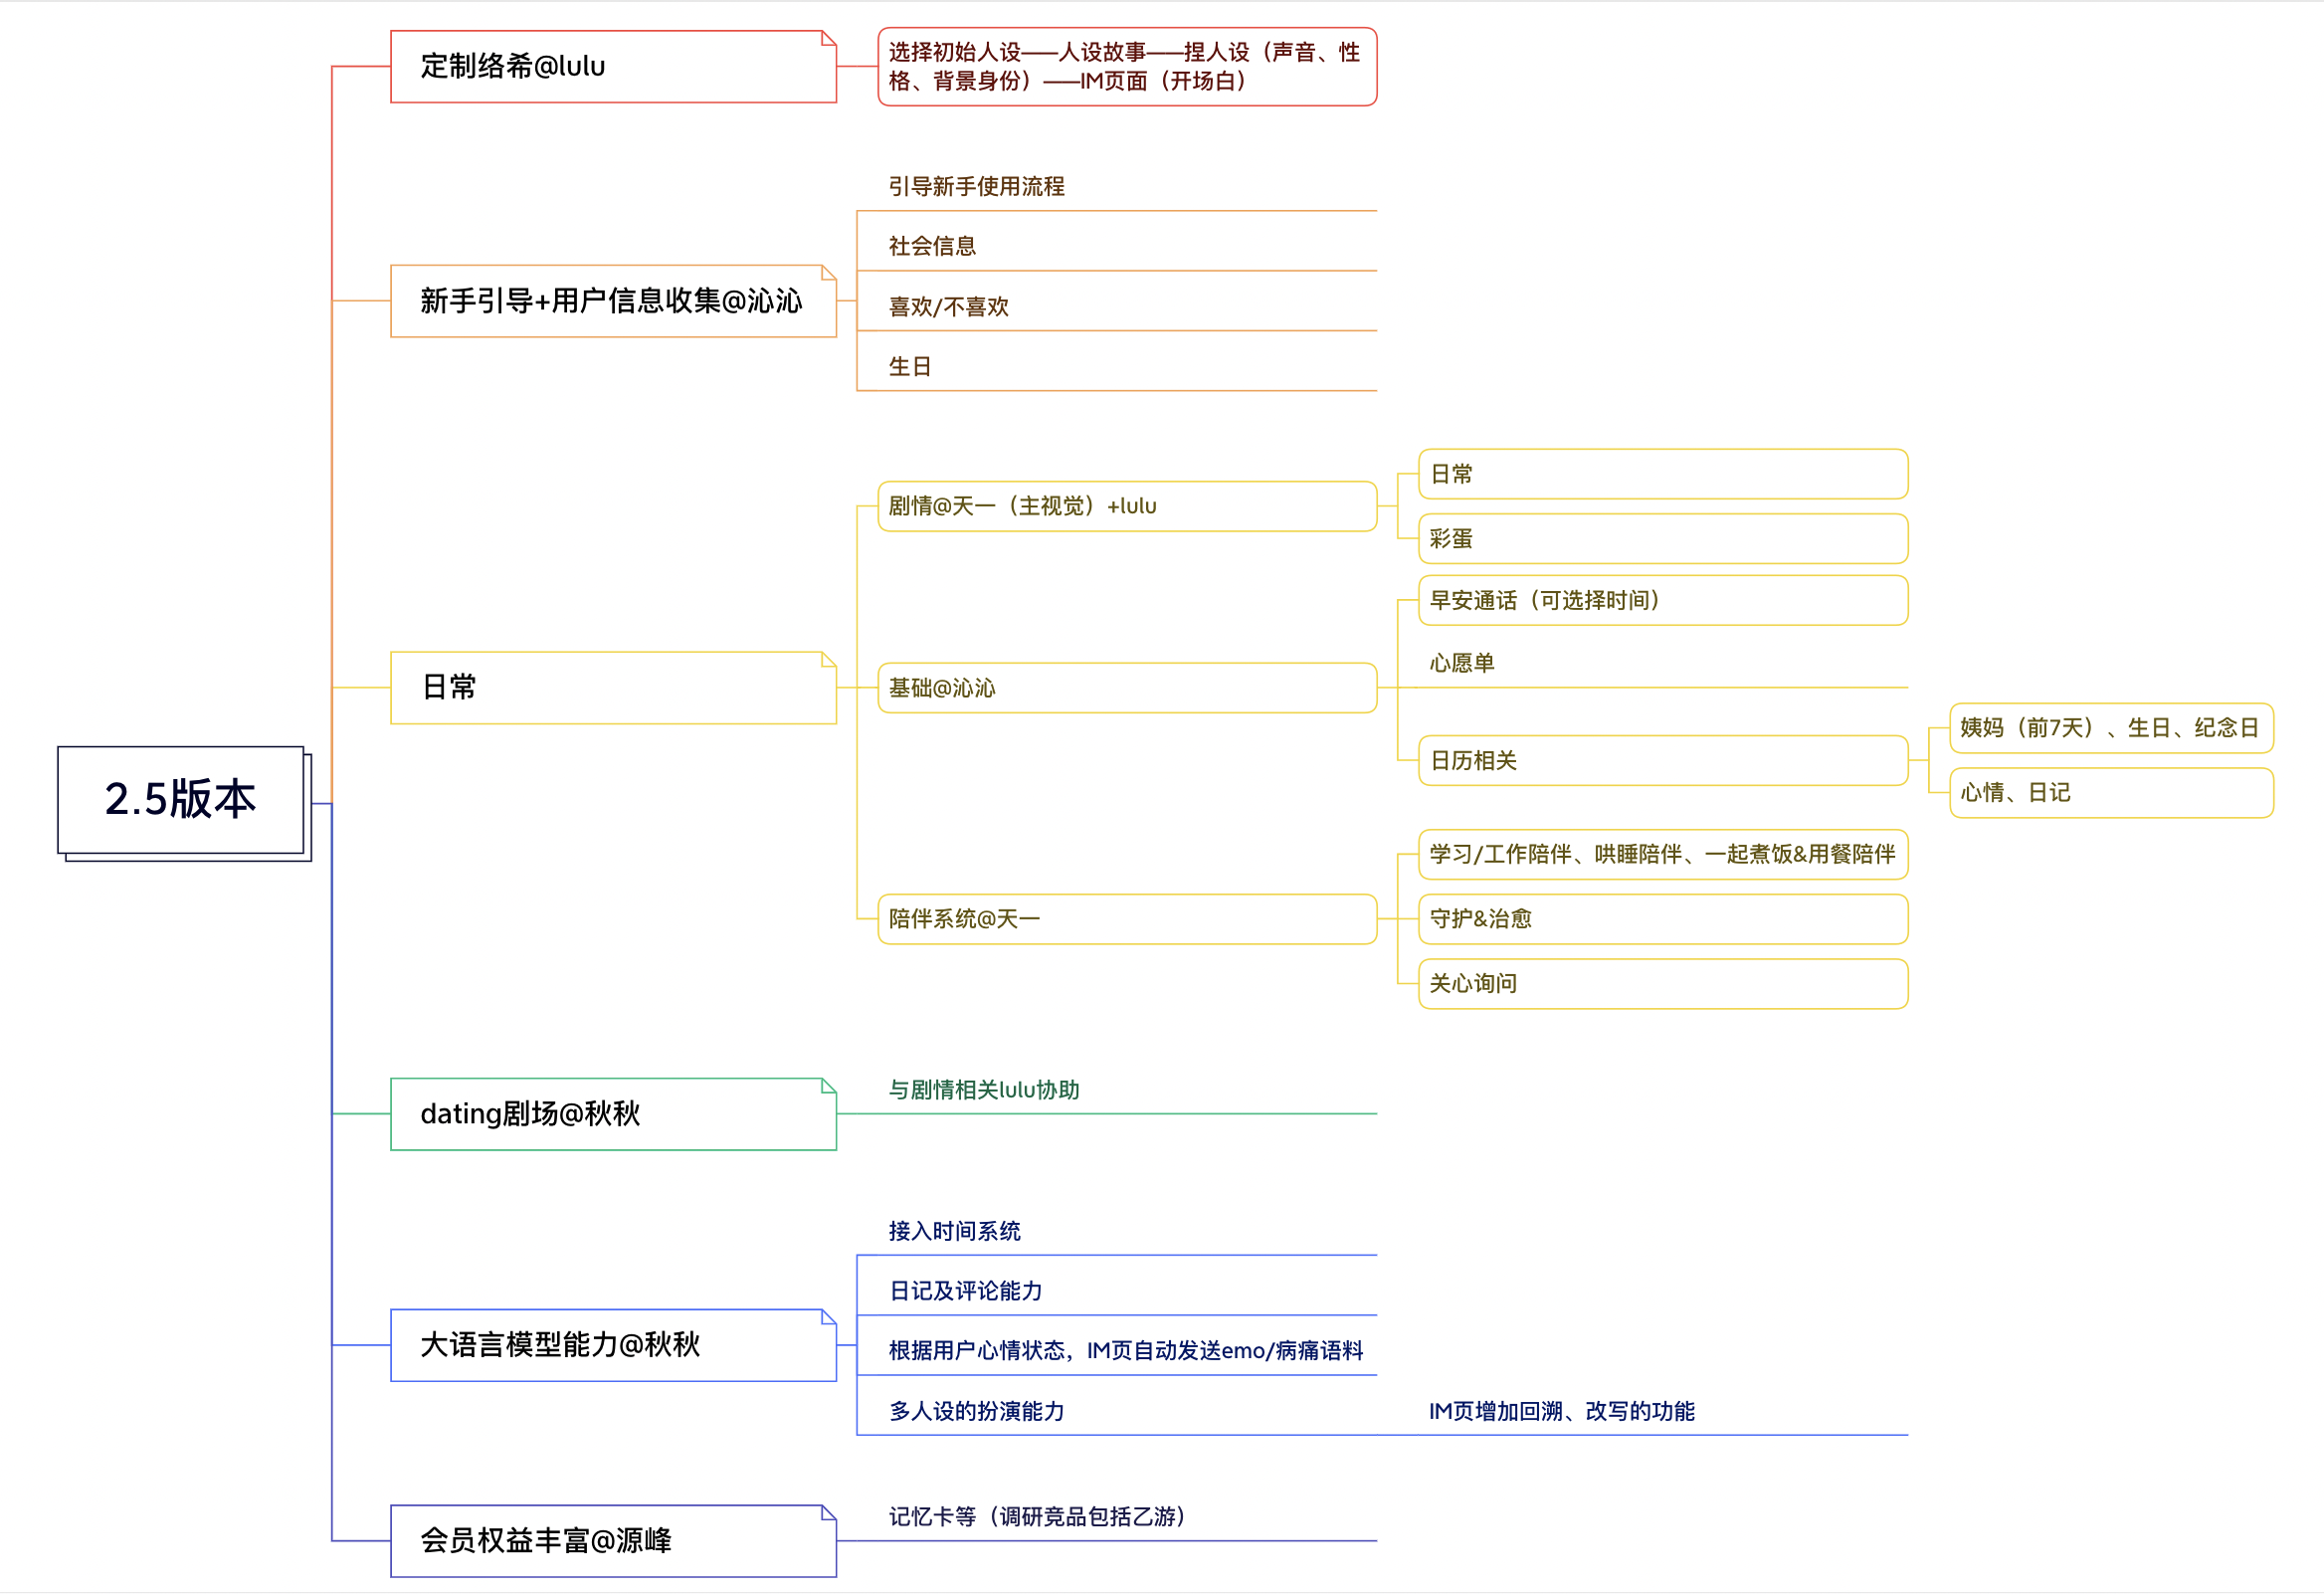 2.5版本
定制络希@lulu
选择初始人设——人设故事——捏人设（声音、性
格、背景身份）——IM页面（开场白）
新手引导+用户信息收集@沁沁
引导新手使用流程
社会信息
喜欢/不喜欢
生日
日常
剧情@天一（主视觉）+lulu
日常
彩蛋
基础@沁沁
早安通话（可选择时间）
心愿单
日历相关
姨妈（前7天）、生日、纪念日
心情、日记
陪伴系统@天一
学习/工作陪伴、哄睡陪伴、一起煮饭&用餐陪伴
守护&治愈
关心询问
dating剧场@秋秋
与剧情相关lulu协助
大语言模型能力@秋秋
接入时间系统
日记及评论能力
根据用户心情状态，IM页自动发送emo/病痛语料
多人设的扮演能力
IM页增加回溯、改写的功能
会员权益丰富@源峰
记忆卡等（调研竞品包括乙游）